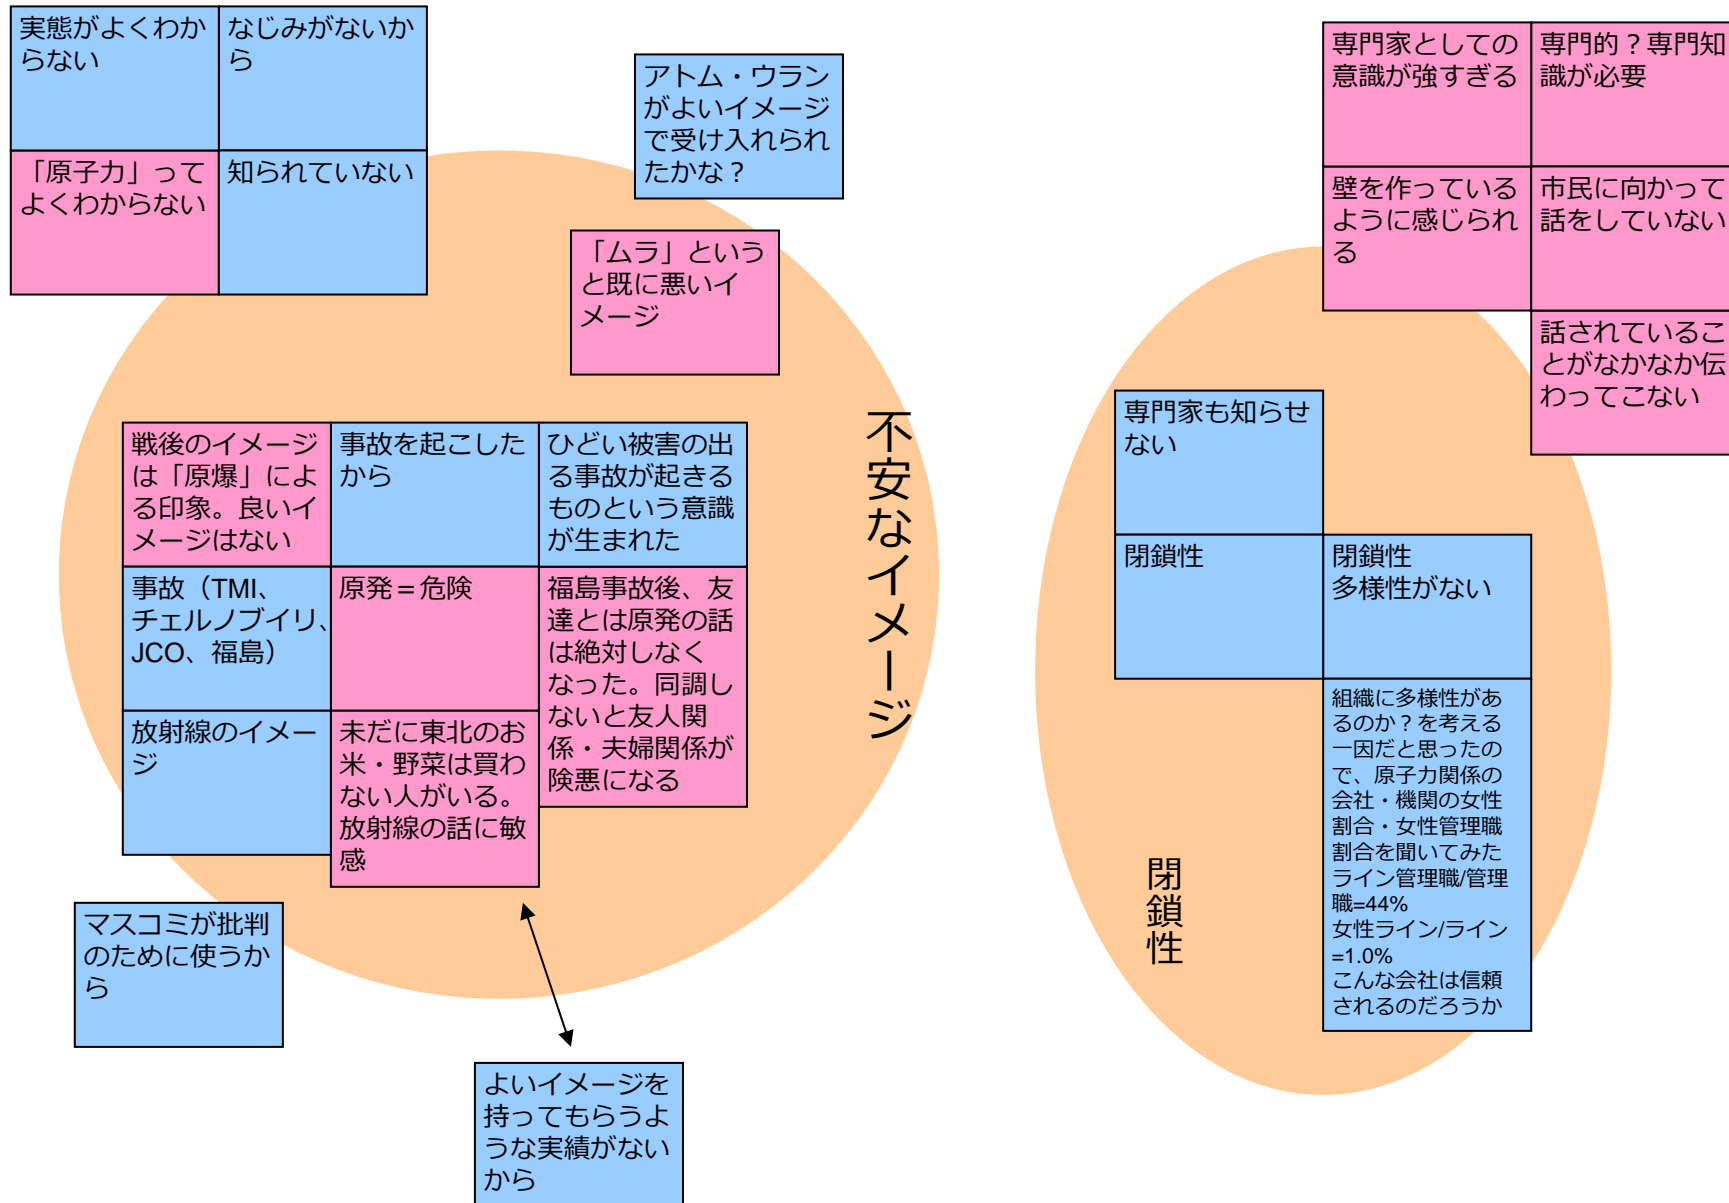 実態がよくわか
らない
なじみがないか
ら
「原子力」って
よくわからない
知られていない
アトム・ウラン
がよいイメージ
で受け入れられ
たかな？
「ムラ」という
と既に悪いイ
メージ
戦後のイメージ
は「原爆」によ
る印象。良いイ
メージはない
事故を起こした
から
ひどい被害の出
る事故が起きる
ものという意識
が生まれた
事故（TMI、
チェルノブイリ、
JCO、福島）
原発＝危険
福島事故後、友
達とは原発の話
は絶対しなく
なった。同調し
ないと友人関
係・夫婦関係が
険悪になる
放射線のイメー
ジ
未だに東北のお
米・野菜は買わ
ない人がいる。
放射線の話に敏
感
不安なイメージ
マスコミが批判
のために使うか
ら
よいイメージを
持ってもらうよ
うな実績がない
から
専門家としての
意識が強すぎる
専門的？専門知
識が必要
壁を作っている
ように感じられ
る
市民に向かって
話をしていない
話されているこ
とがなかなか伝
わってこない
専門家も知らせ
ない
閉鎖性
閉鎖性
多様性がない
組織に多様性があ
るのか？を考える
一因だと思ったの
で、原子力関係の
会社・機関の女性
割合・女性管理職
割合を聞いてみた
ライン管理職/管理
職=44%
女性ライン/ライン
=1.0%
こんな会社は信頼
されるのだろうか
閉鎖性